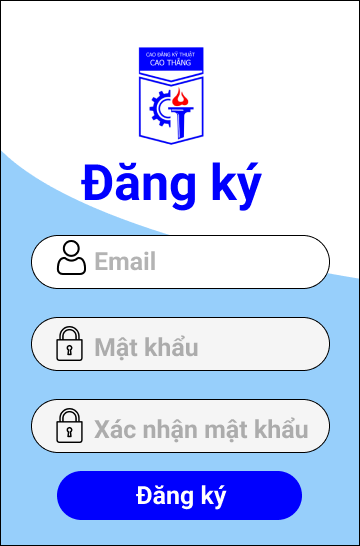 CAO ĐẲNG KỸ THUẬT
CAO THẮNG
Đăng ký
Email
Mật khẩu
Xác nhận mật khẩu
Đăng ký